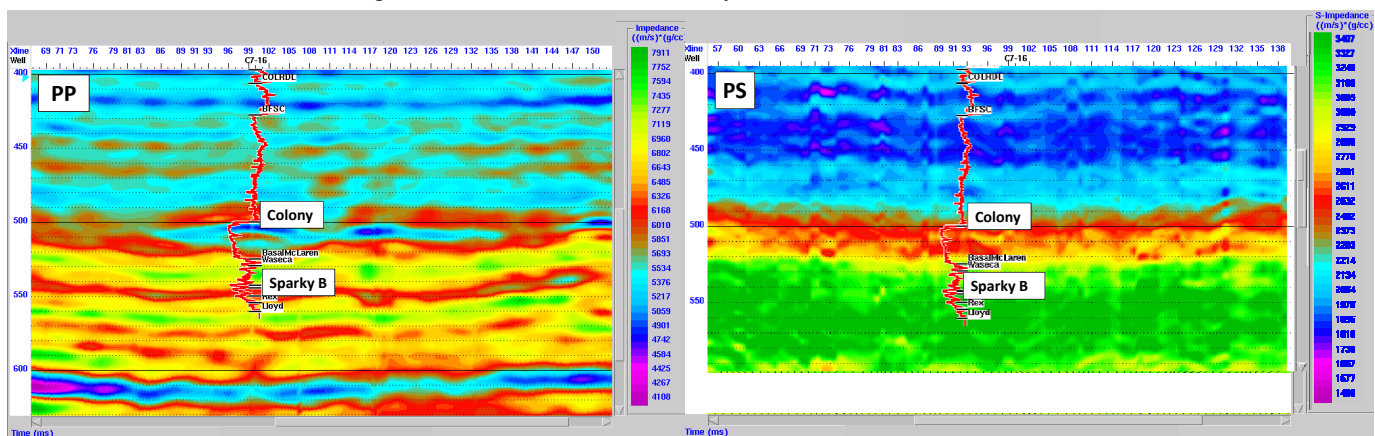 Impedance
((m/s)*(g/cc
Xline 69 71 73 76 79 81 83 86 89 91 93 96 99 102 105 108 111 114 117 120 123 126 129 132 135 138 141 144 147 150
Well C7-16
PP
COLRDL
BFSC
Colony
BasalMcLaren
Waseca
Sparky B
Rex
Lloyd
400
450
500
550
600
Time (ms)
7911
7752
7594
7435
7277
7119
6960
6802
6643
6485
6326
6168
6010
5851
5693
5534
5376
5217
5059
4901
4742
4584
4425
4267
4108
S-Impedance
((m/s)*(g/cc)
Xline 57 60 63 66 69 71 73 76 79 81 83 86 89 91 93 96 99 102 105 108 111 114 117 120 123 126 129 132 135 138
Well C7-16
PS
COLRDL
BFSC
Colony
BasalMcLaren
Waseca
Sparky B
Rex
Lloyd
400
450
500
550
Time (ms)
2611
2214
2134